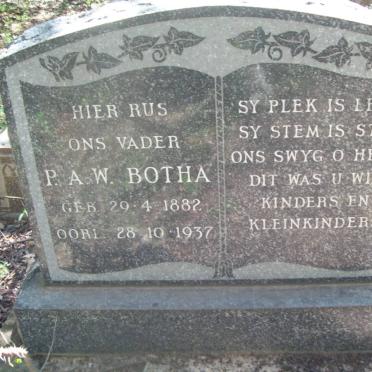 HIER RUS
ONS VADER
P. A. W. BOTHA
GEB. 29·4·1882
OORL. 28·10·1937
SY PLEK IS
SY STEM IS
ONS SWYG O
DIT WAS U
KINDERS EN
KLEINKINDERS